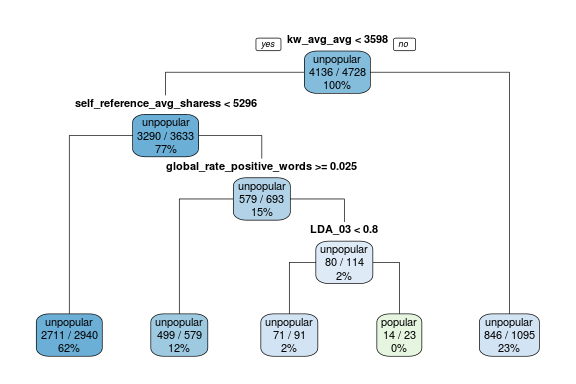 yes kw_avg_avg < 3598 no
unpopular
4136 / 4728
100%
self_reference_avg_sharess < 5296
unpopular
3290 / 3633
77%
global_rate_positive_words >= 0.025
unpopular
579 / 693
15%
LDA_03 < 0.8
unpopular
80 / 114
2%
unpopular
2711 / 2940
62%
unpopular
499 / 579
12%
unpopular
71 / 91
2%
popular
14 / 23
0%
unpopular
846 / 1095
23%